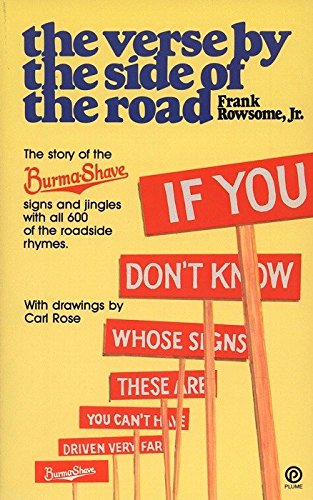 the verse by
the side of
the road
Frank
Rowsome, Jr.
The story of the
Burma-Shave
signs and jingles
with all 600
of the roadside
rhymes.
With drawings by
Carl Rose
IF YOU
DON'T KNOW
WHOSE SIGNS
THESE ARE
YOU CAN'T HAVE
DRIVEN VERY FAR
Burma-Shave
P
PLUME